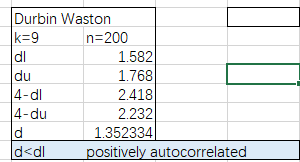 Durbin Waston
k=9 n=200
dl 1.582
du 1.768
4-dl 2.418
4-du 2.232
d 1.352334
d<dl positively autocorrelated